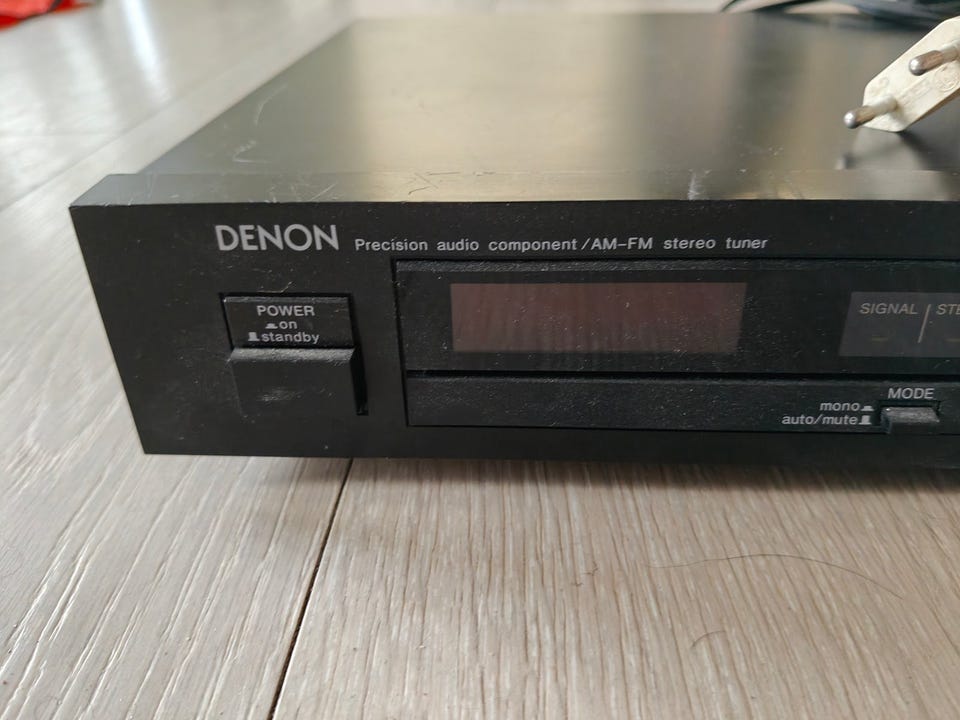 DENON Precision audio component/AM-FM stereo tuner
POWER
on
standby
SIGNAL
MODE
mono
auto/mute